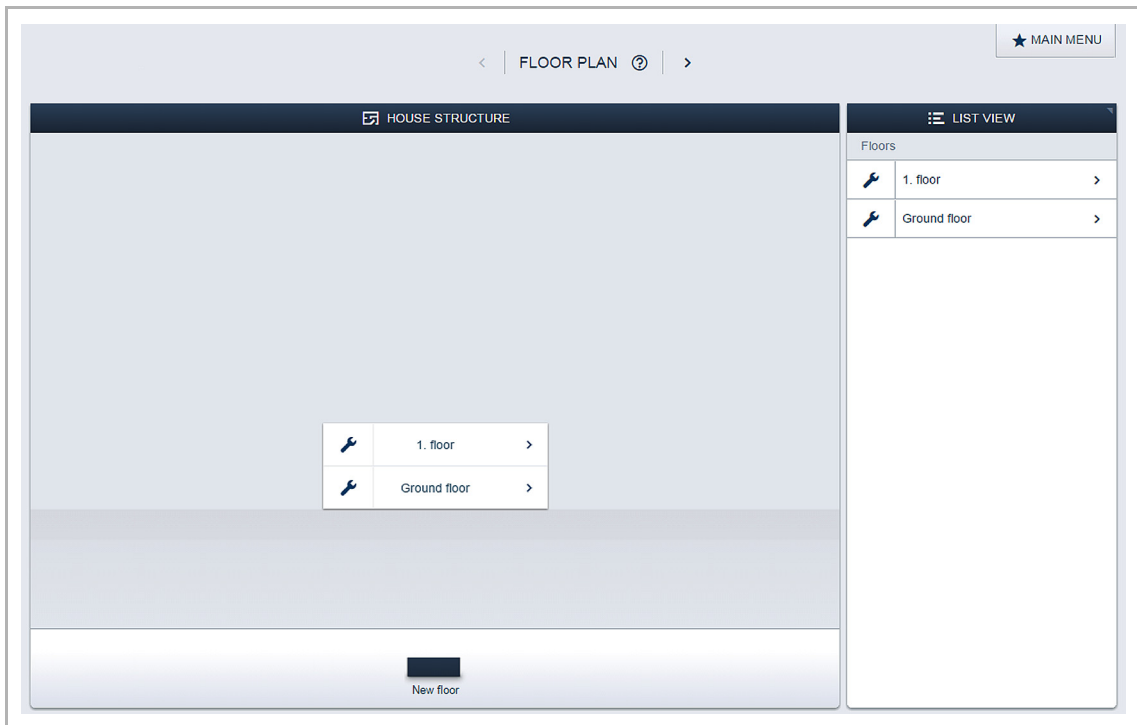 MAIN MENU
FLOOR PLAN
HOUSE STRUCTURE
1. floor
Ground floor
New floor
LIST VIEW
Floors
1. floor
Ground floor